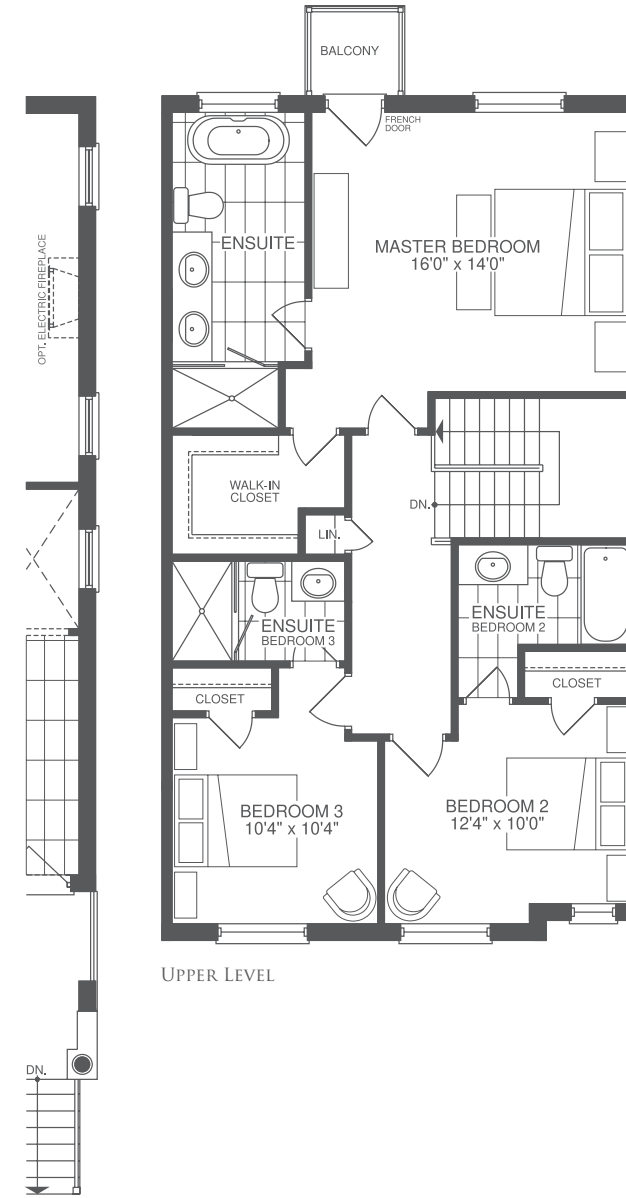 BALCONY
FRENCH
DOOR
ENSUITE
MASTER BEDROOM
16'0" x 14'0"
OPT. ELECTRIC FIREPLACE
WALK-IN
CLOSET
DN.
LIN.
ENSUITE
BEDROOM 3
ENSUITE
BEDROOM 2
CLOSET
CLOSET
BEDROOM 3
10'4" x 10'4"
BEDROOM 2
12'4" x 10'0"
UPPER LEVEL
DN.